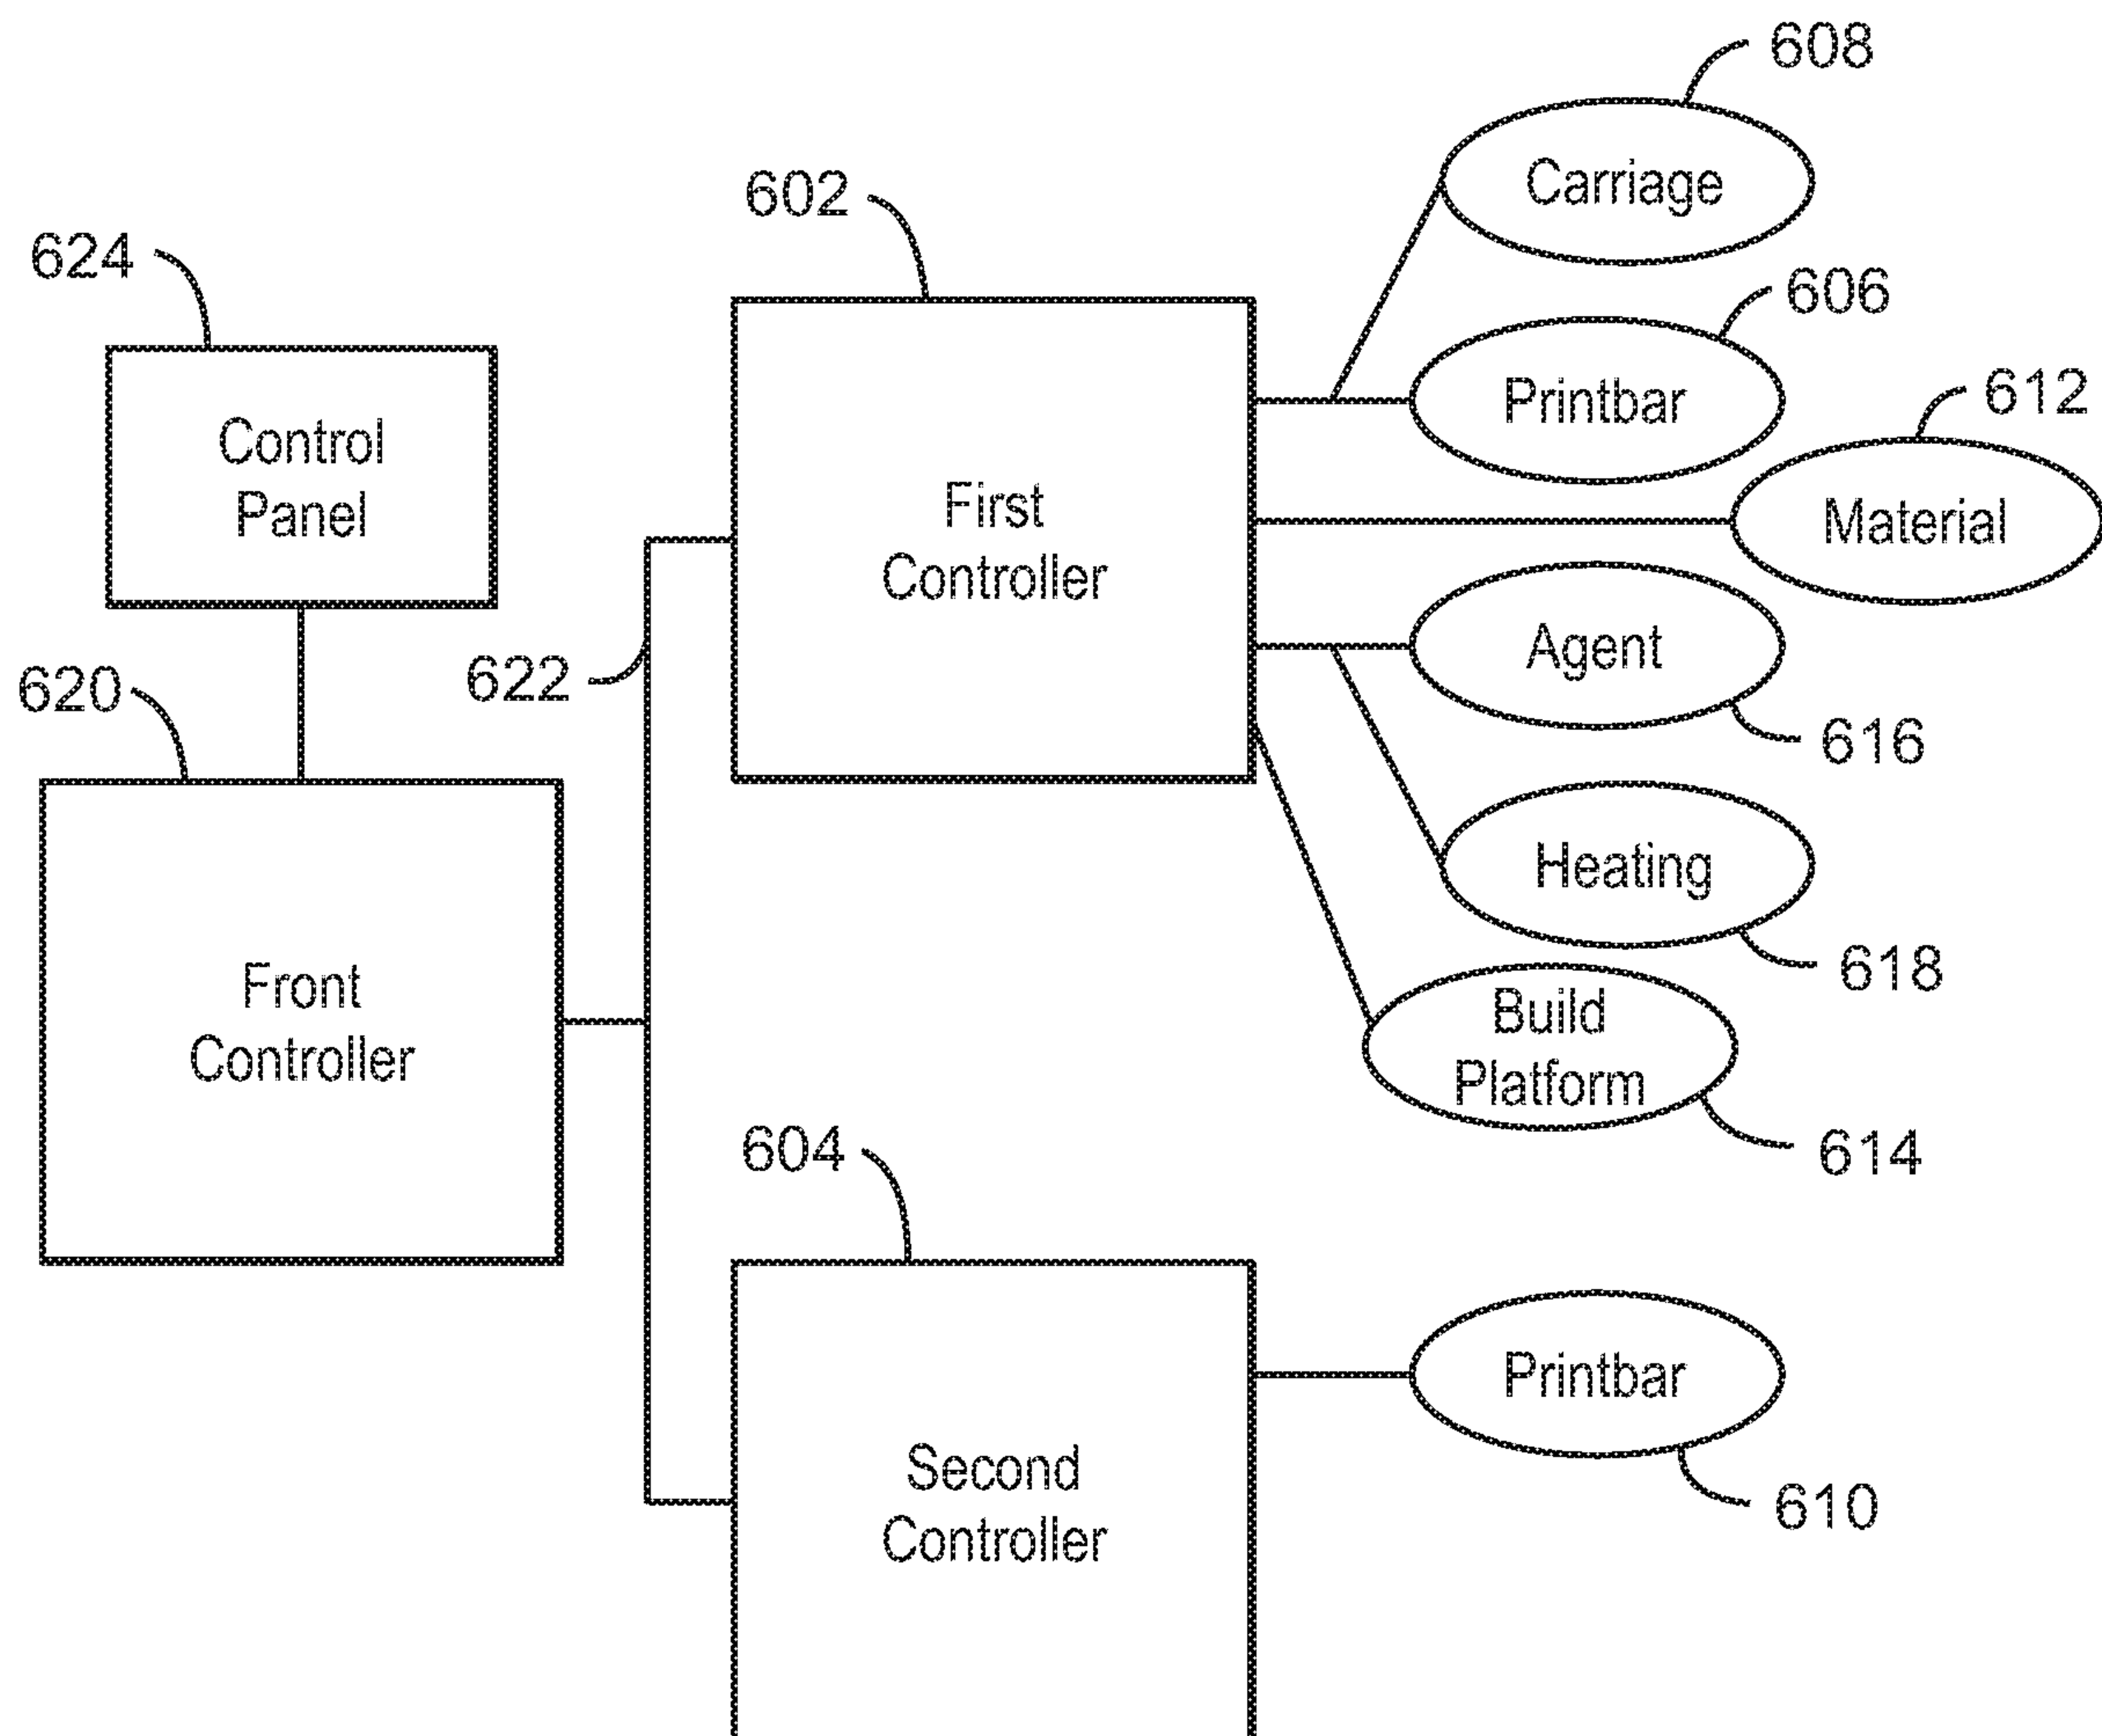 608
Carriage
602
606
624
Printbar
612
Control
Panel
First
Controller
Material
622
Agent
620
616
Heating
618
Front
Controller
Build
Platform
604
614
Printbar
Second
Controller
610